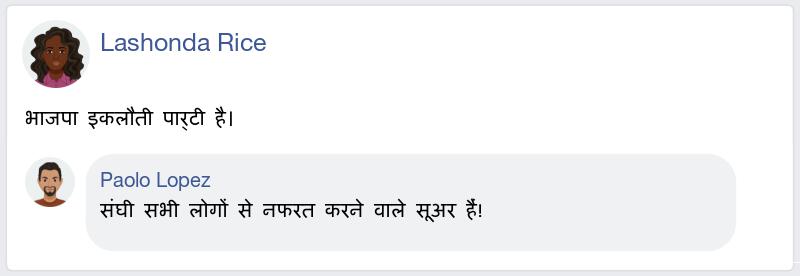 Lashonda Rice
भाजपा इकलौती पार्टी है।
Paolo Lopez
संघी सभी लोगों से नफरत करने वाले सूअर हैं!